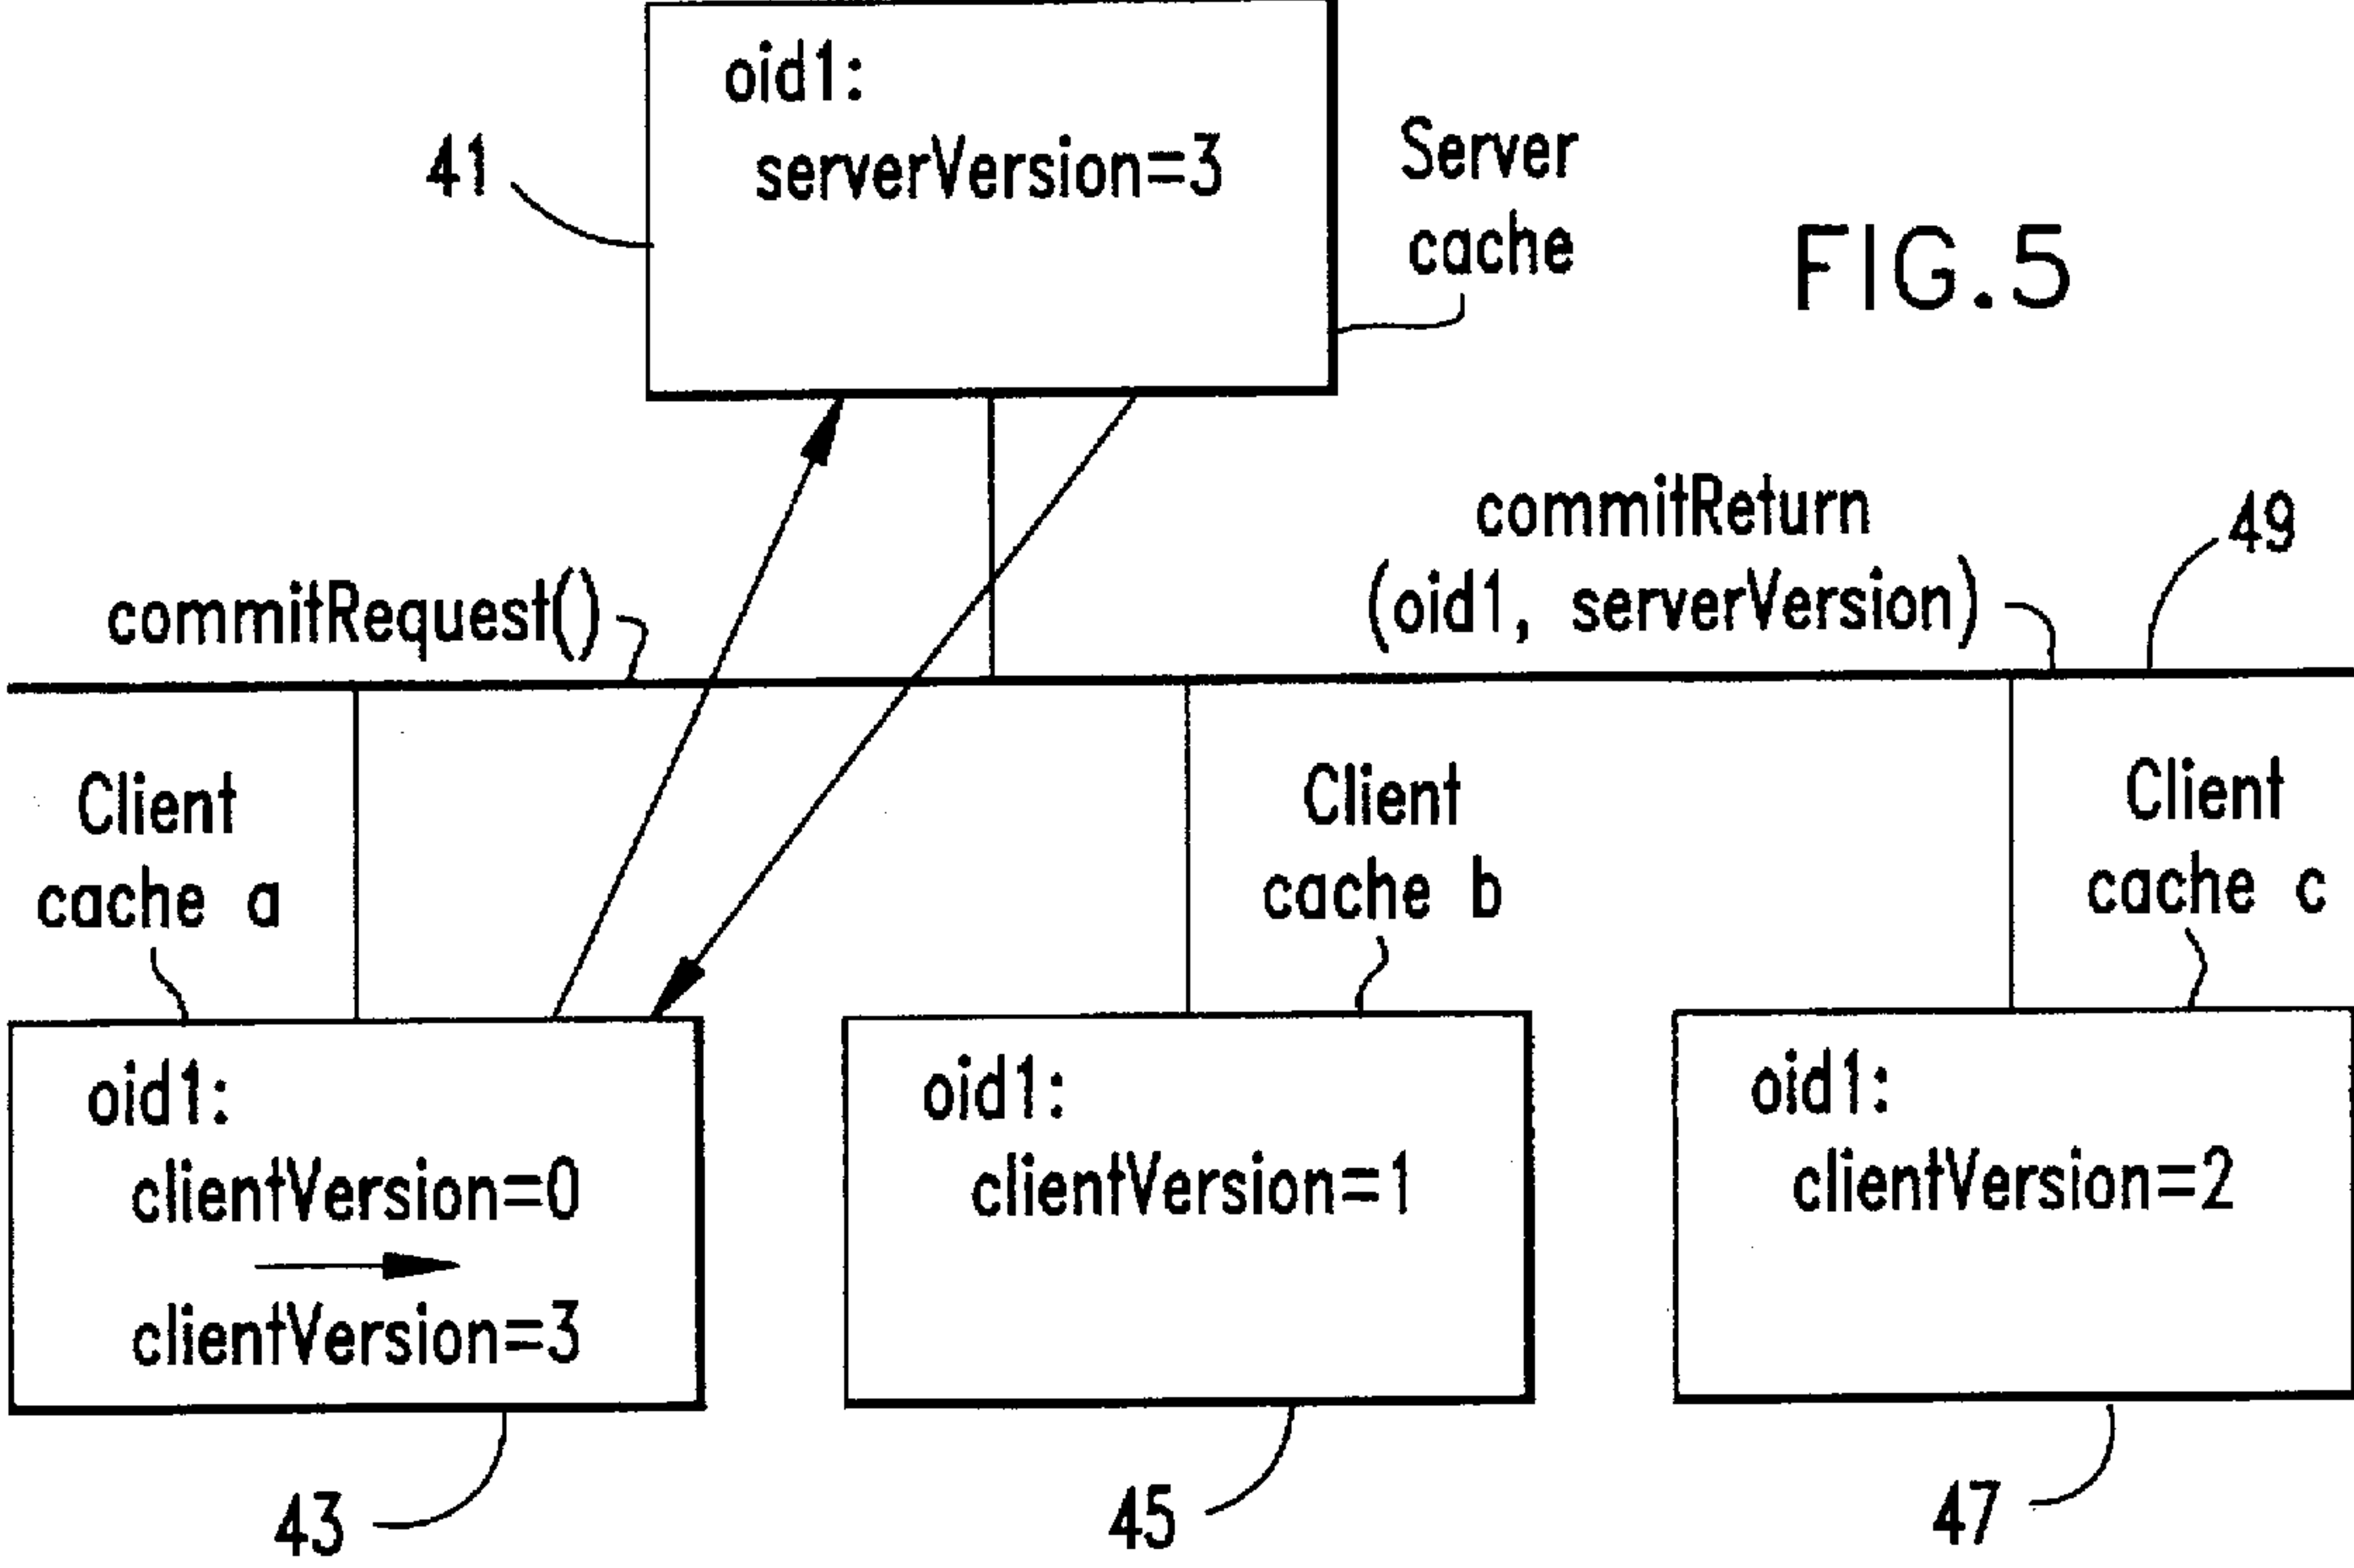 oid1:
serverVersion=3
41
Server
cache
FIG.5
commitRequest()
commitReturn
(oid1, serverVersion)
49
Client
cache a
Client
cache b
Client
cache c
oid1:
clientVersion=0
clientVersion=3
oid1:
clientVersion=1
oid1:
clientVersion=2
43
45
47